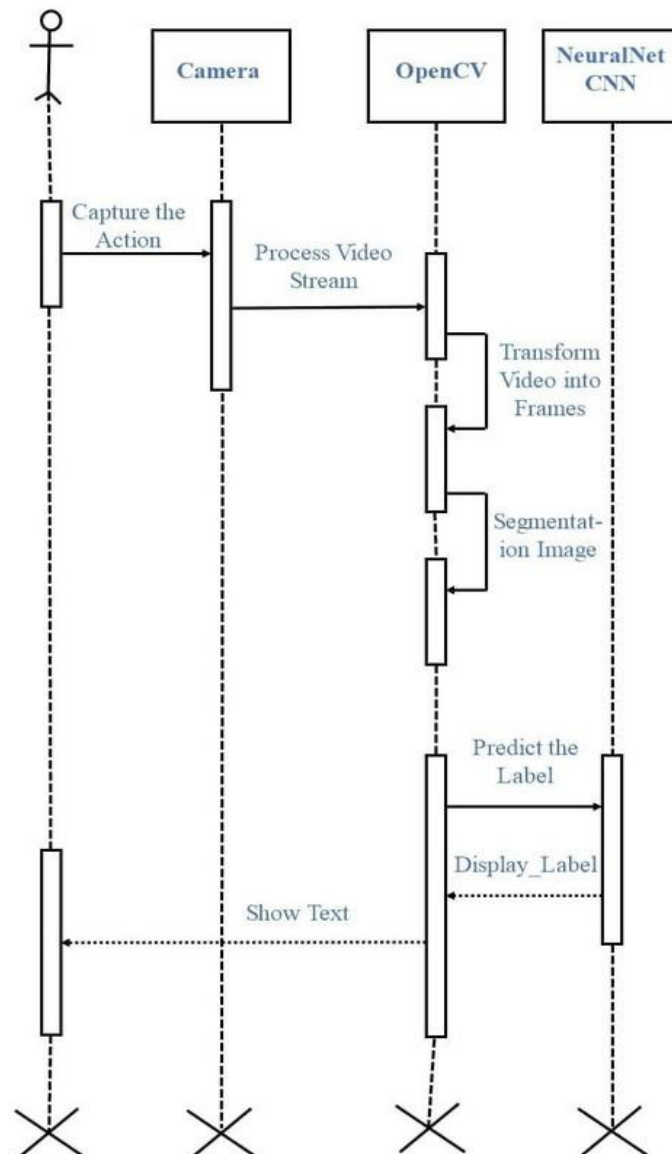 Camera
OpenCV
NeuralNet
CNN
Capture the
Action
Process Video
Stream
Transform
Video into
Frames
Segmentat-
ion Image
Predict the
Label
Display_Label
Show Text